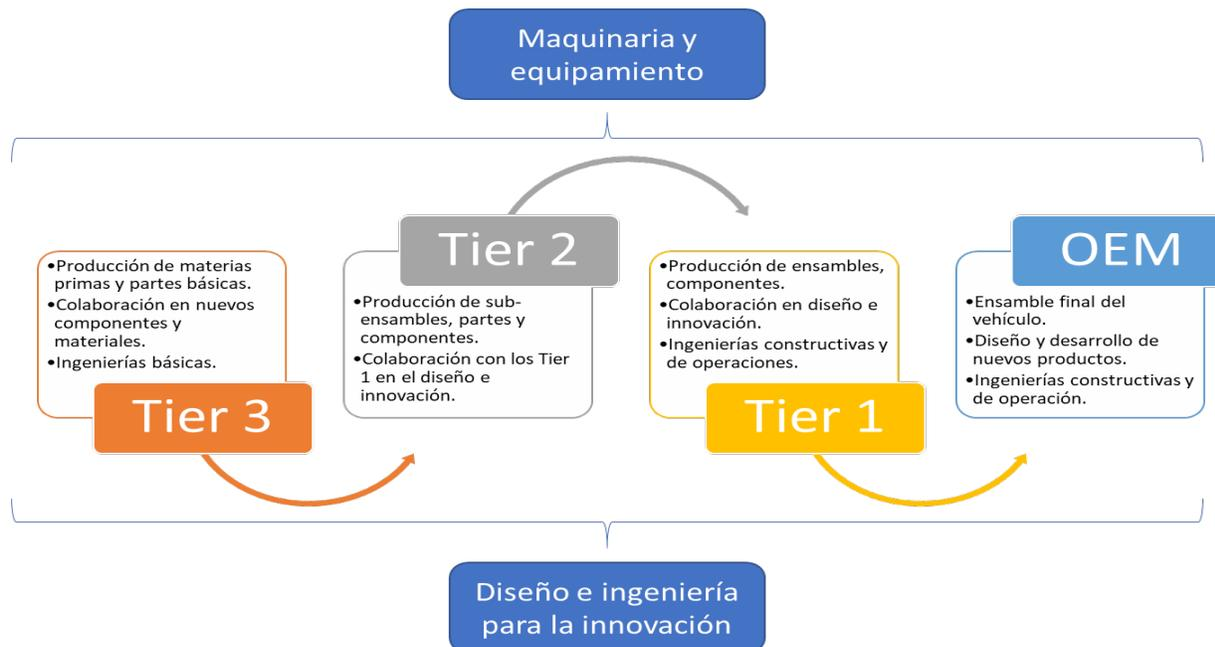 Maquinaria y
equipamiento
•Producción de materias
primas y partes básicas.
•Colaboración en nuevos
componentes y
materiales.
•Ingenierías básicas.
Tier 3
Tier 2
•Producción de sub-
ensambles, partes y
componentes.
•Colaboración con los Tier
1 en el diseño e
innovación.
•Producción de ensambles,
componentes.
•Colaboración en diseño e
innovación.
•Ingenierías constructivas y
de operaciones.
Tier 1
OEM
•Ensamble final del
vehículo.
•Diseño y desarrollo de
nuevos productos.
•Ingenierías constructivas y
de operación.
Diseño e ingeniería
para la innovación